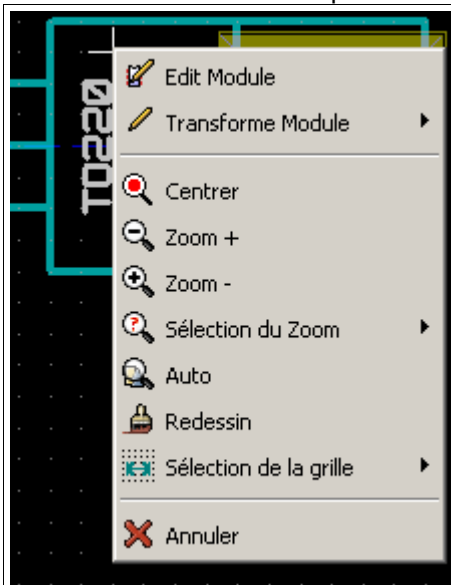 TO220
Edit Module
Transforme Module
Centrer
Zoom +
Zoom -
Sélection du Zoom
Auto
Redessin
Sélection de la grille
Annuler